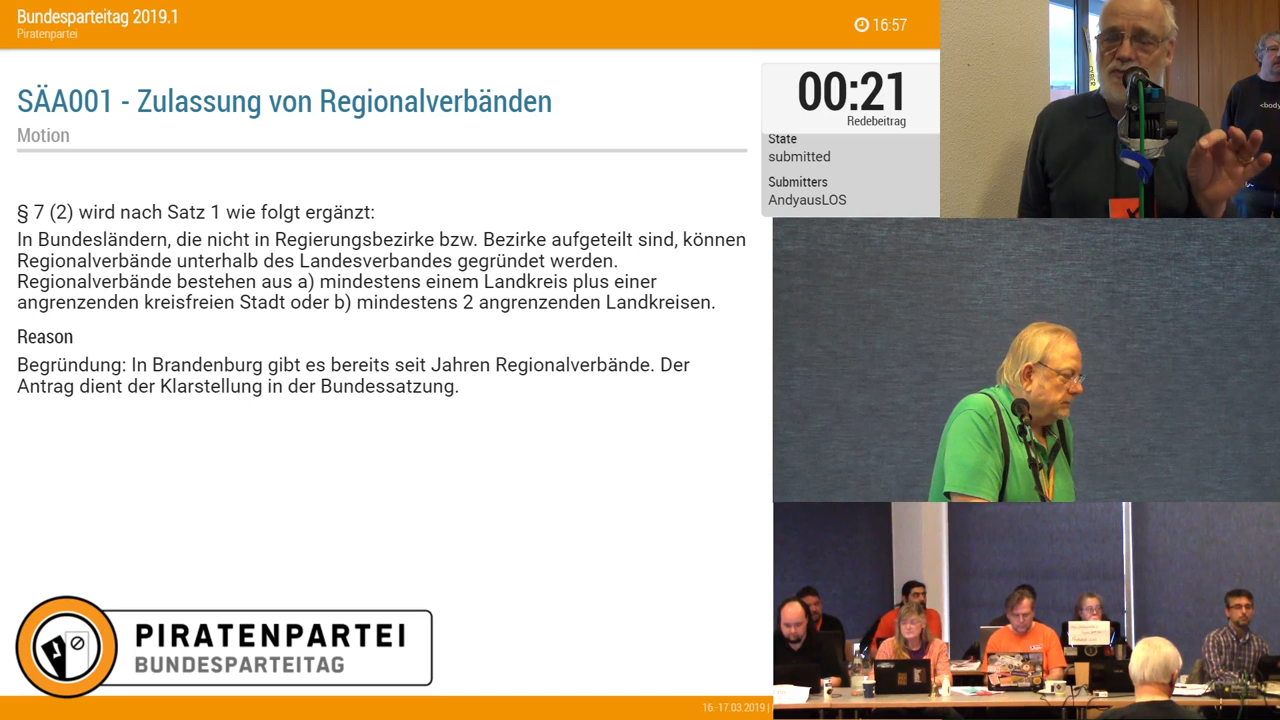 Bundesparteitag 2019.1
Piratenpartei
16:57
SÄA001 - Zulassung von Regionalverbänden
Motion
00:21
Redebeitrag
State
submitted
Submitters
AndyausLOS
§ 7 (2) wird nach Satz 1 wie folgt ergänzt:
In Bundesländern, die nicht in Regierungsbezirke bzw. Bezirke aufgeteilt sind, können
Regionalverbände unterhalb des Landesverbandes gegründet werden.
Regionalverbände bestehen aus a) mindestens einem Landkreis plus einer
angrenzenden kreisfreien Stadt oder b) mindestens 2 angrenzenden Landkreisen.
Reason
Begründung: In Brandenburg gibt es bereits seit Jahren Regionalverbände. Der
Antrag dient der Klarstellung in der Bundessatzung.
PIRATENPARTEI
BUNDESPARTEITAG
16.-17.03.2019 |
<body